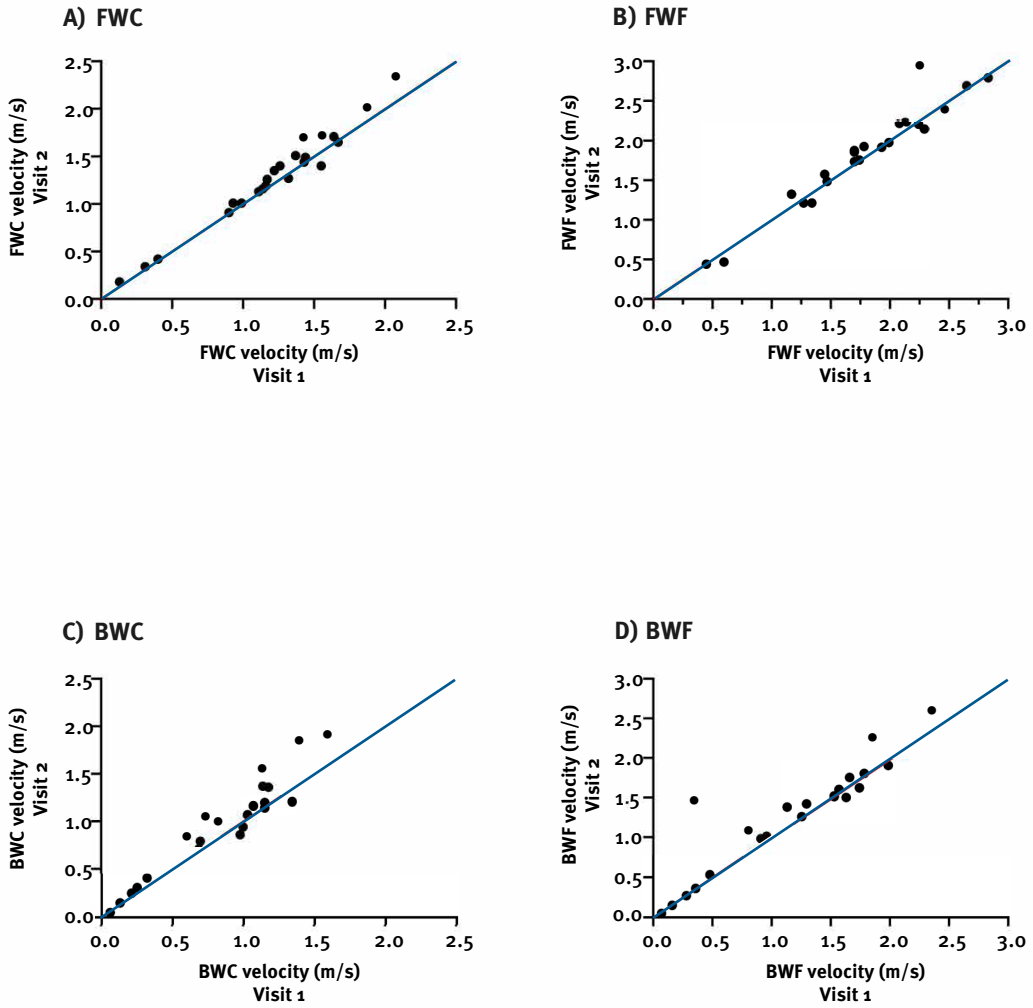 A) FWC
FWC velocity (m/s)
Visit 2
2.5
2.0
1.5
1.0
0.5
0.0
0.0 0.5 1.0 1.5 2.0 2.5
FWC velocity (m/s)
Visit 1
B) FWF
FWF velocity (m/s)
Visit 2
3.0
2.5
2.0
1.5
1.0
0.5
0.0
0.0 0.5 1.0 1.5 2.0 2.5 3.0
FWF velocity (m/s)
Visit 1
C) BWC
BWC velocity (m/s)
Visit 2
2.5
2.0
1.5
1.0
0.5
0.0
0.0 0.5 1.0 1.5 2.0 2.5
BWC velocity (m/s)
Visit 1
D) BWF
BWF velocity (m/s)
Visit 2
3.0
2.5
2.0
1.5
1.0
0.5
0.0
0.0 0.5 1.0 1.5 2.0 2.5 3.0
BWF velocity (m/s)
Visit 1